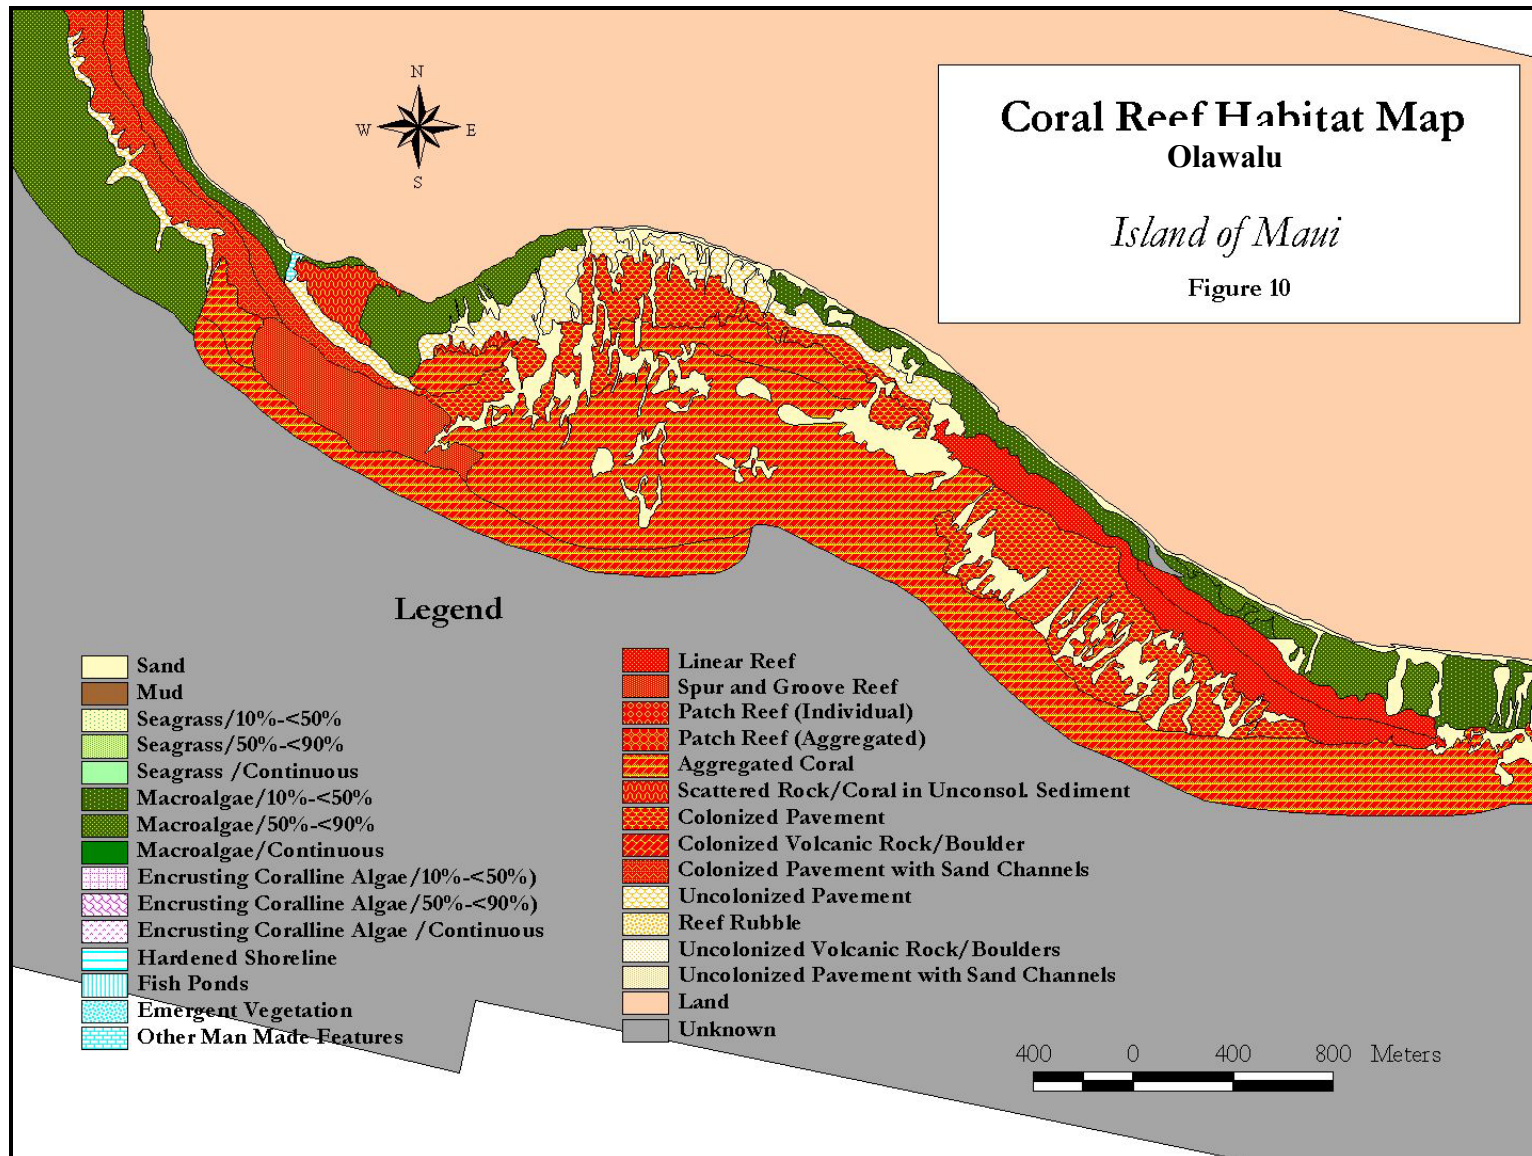 N
W E
S
Coral Reef Habitat Map
Olawalu
Island of Maui
Figure 10
Legend
Sand
Mud
Seagrass/10%-<50%
Seagrass/50%-<90%
Seagrass /Continuous
Macroalgae/10%-<50%
Macroalgae/50%-<90%
Macroalgae/Continuous
Encrusting Coralline Algae/10%-<50%)
Encrusting Coralline Algae/50%-<90%)
Encrusting Coralline Algae /Continuous
Hardened Shoreline
Fish Ponds
Emergent Vegetation
Other Man Made Features
Linear Reef
Spur and Groove Reef
Patch Reef (Individual)
Patch Reef (Aggregated)
Aggregated Coral
Scattered Rock/Coral in Unconsol. Sediment
Colonized Pavement
Colonized Volcanic Rock/Boulder
Colonized Pavement with Sand Channels
Uncolonized Pavement
Reef Rubble
Uncolonized Volcanic Rock/Boulders
Uncolonized Pavement with Sand Channels
Land
Unknown
400 0 400 800 Meters